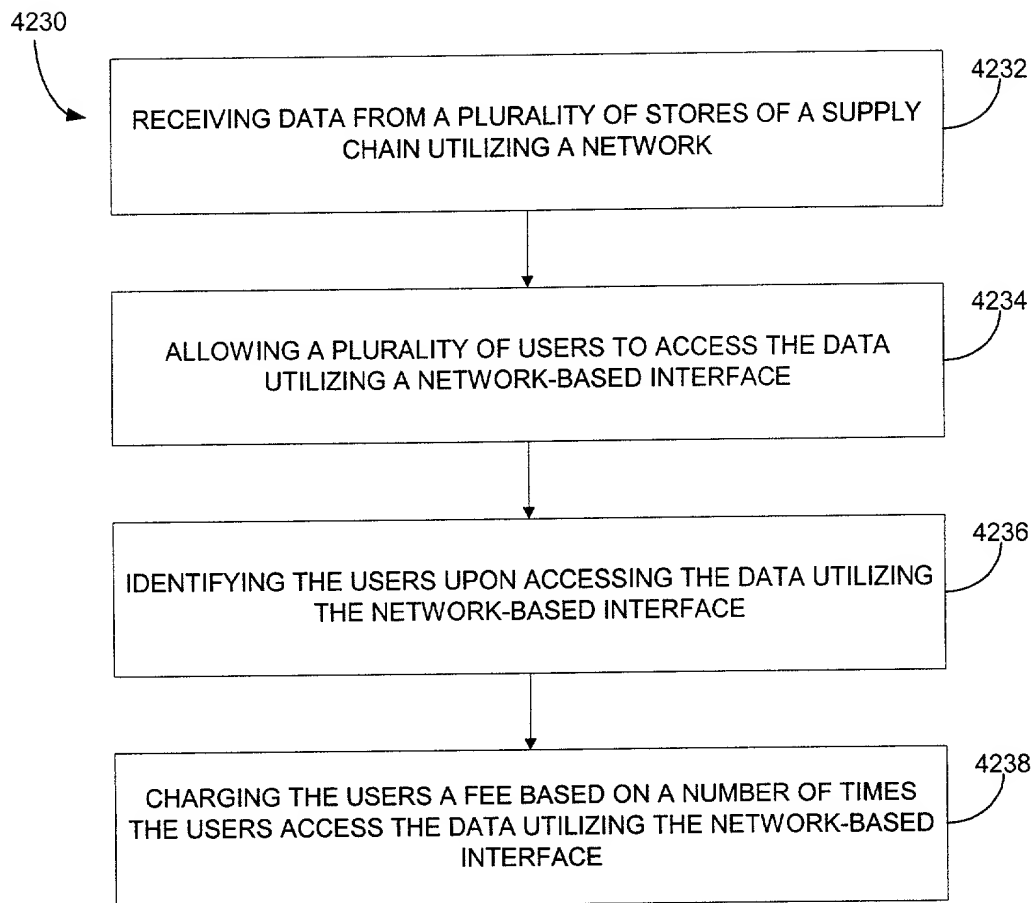 4230
4232
RECEIVING DATA FROM A PLURALITY OF STORES OF A SUPPLY
CHAIN UTILIZING A NETWORK
4234
ALLOWING A PLURALITY OF USERS TO ACCESS THE DATA
UTILIZING A NETWORK-BASED INTERFACE
4236
IDENTIFYING THE USERS UPON ACCESSING THE DATA UTILIZING
THE NETWORK-BASED INTERFACE
4238
CHARGING THE USERS A FEE BASED ON A NUMBER OF TIMES
THE USERS ACCESS THE DATA UTILIZING THE NETWORK-BASED
INTERFACE